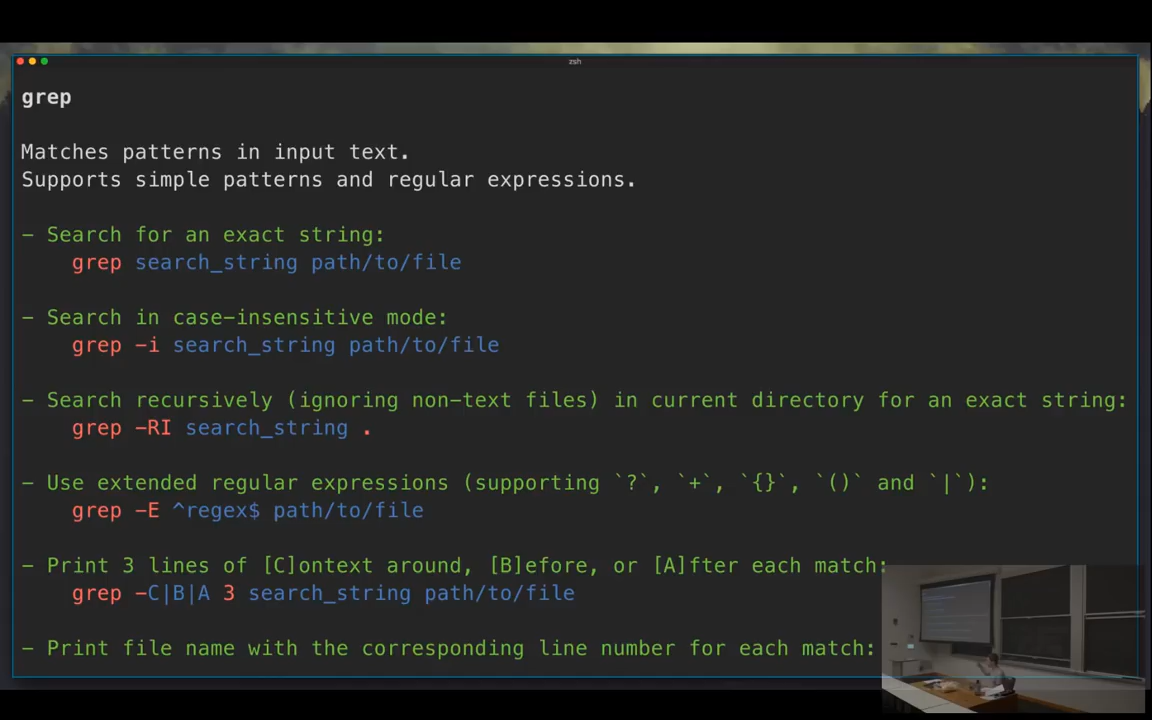 zsh
grep
Matches patterns in input text.
Supports simple patterns and regular expressions.
- Search for an exact string:
grep search_string path/to/file
- Search in case-insensitive mode:
grep -i search_string path/to/file
- Search recursively (ignoring non-text files) in current directory for an exact string:
grep -RI search_string .
- Use extended regular expressions (supporting `?`, `+`, `{}`, `()` and `|`):
grep -E ^regex$ path/to/file
- Print 3 lines of [C]ontext around, [B]efore, or [A]fter each match:
grep -C|B|A 3 search_string path/to/file
- Print file name with the corresponding line number for each match: